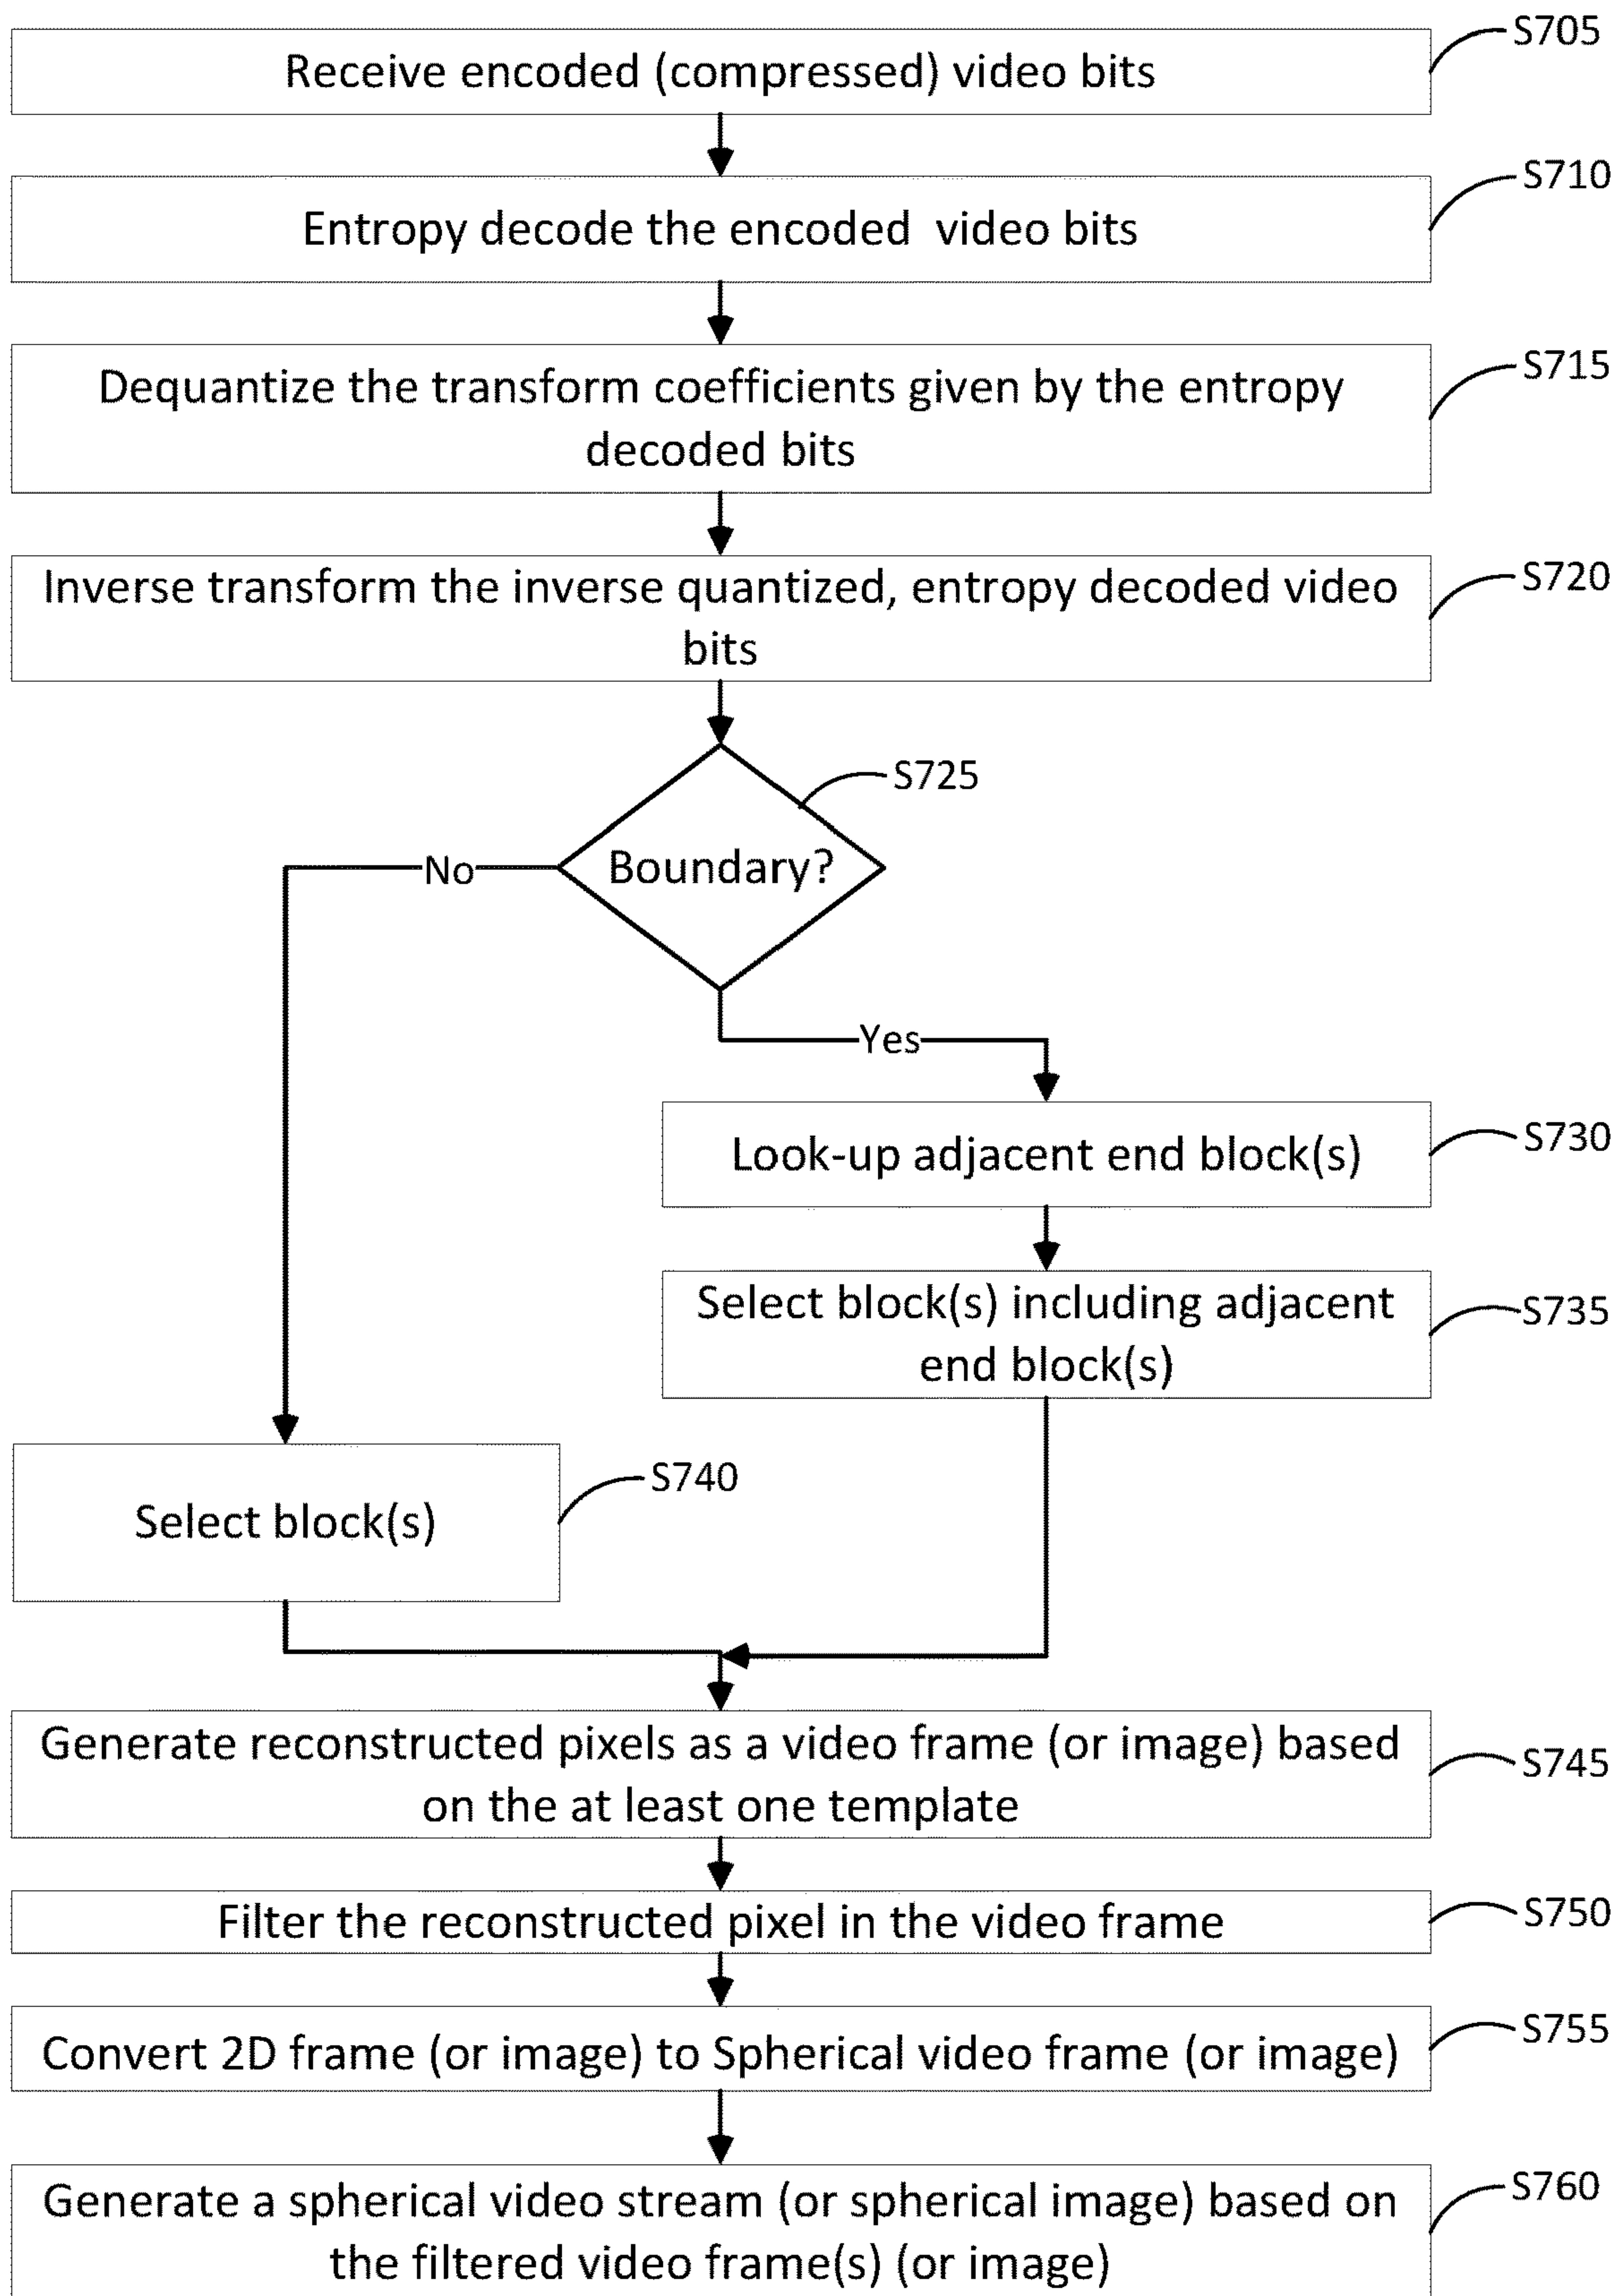 S705
Receive encoded (compressed) video bits
S710
Entropy decode the encoded video bits
S715
Dequantize the transform coefficients given by the entropy
decoded bits
S720
Inverse transform the inverse quantized, entropy decoded video
bits
S725
Boundary?
No
Yes
S730
Look-up adjacent end block(s)
S735
Select block(s) including adjacent
end block(s)
S740
Select block(s)
S745
Generate reconstructed pixels as a video frame (or image) based
on the at least one template
S750
Filter the reconstructed pixel in the video frame
S755
Convert 2D frame (or image) to Spherical video frame (or image)
S760
Generate a spherical video stream (or spherical image) based on
the filtered video frame(s) (or image)